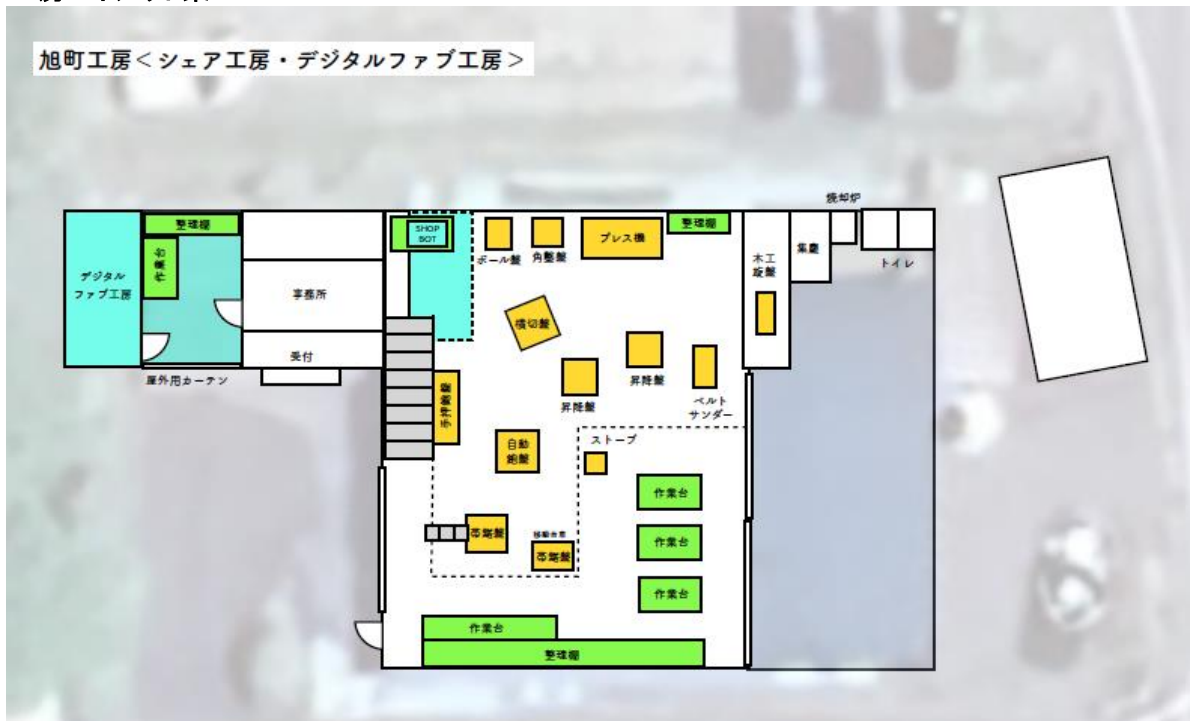 旭町工房＜シェア工房・デジタルファブ工房＞
焼却炉
整理棚
SHOP
BOT
ボール盤
角鑿盤
プレス機
整理棚
木工
旋盤
集塵
トイレ
作業台
デジタル
ファブ工房
事務所
横切盤
受付
屋外用カーテン
昇降盤
昇降盤
ベルト
サンダー
手押鉋盤
自動
鉋盤
ストーブ
作業台
帯鋸盤
移動台車
帯鋸盤
作業台
作業台
作業台
整理棚